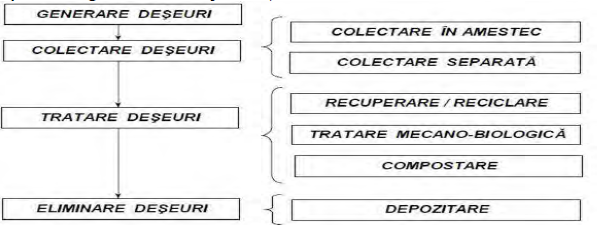 GENERARE DEŞEURI
COLECTARE DEŞEURI
COLECTARE ÎN AMESTEC
COLECTARE SEPARATĂ
TRATARE DEŞEURI
RECUPERARE / RECICLARE
TRATARE MECANO-BIOLOGICĂ
COMPOSTARE
ELIMINARE DEŞEURI
DEPOZITARE